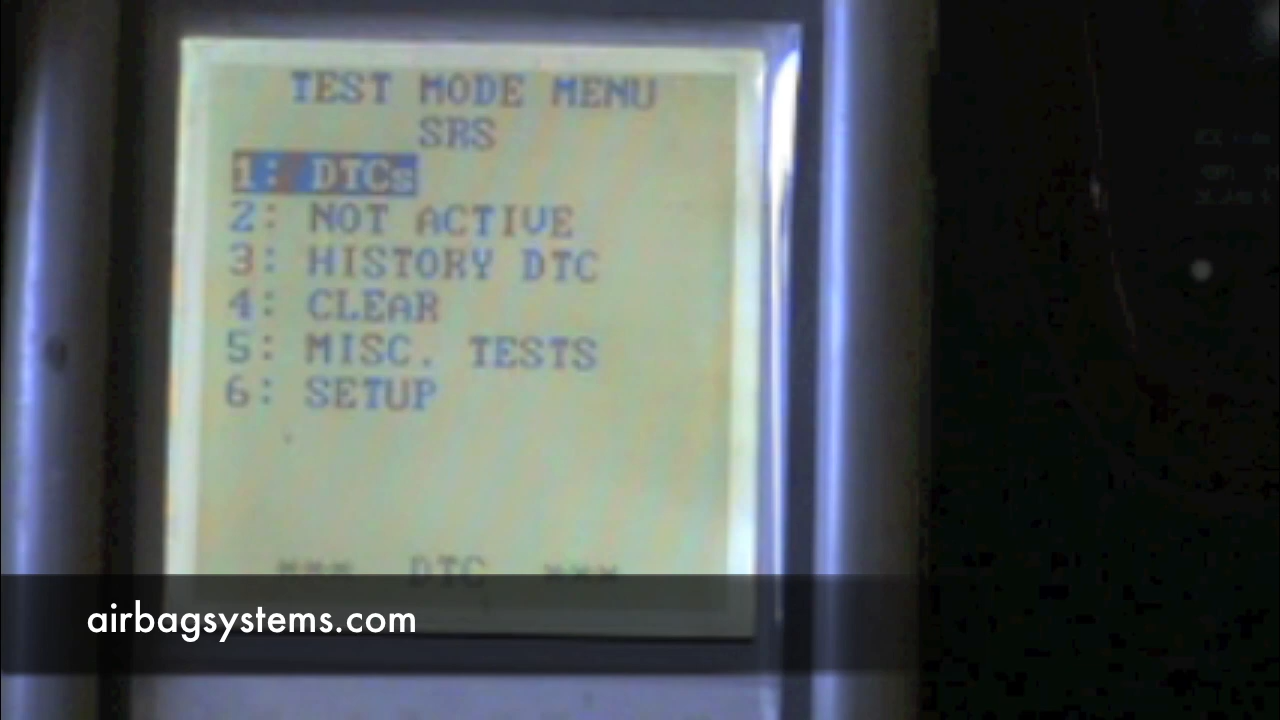 TEST MODE MENU
SRS
1: DTCs
2: NOT ACTIVE
3: HISTORY DTC
4: CLEAR
5: MISC. TESTS
6: SETUP
*** DTC ***
airbagsystems.com